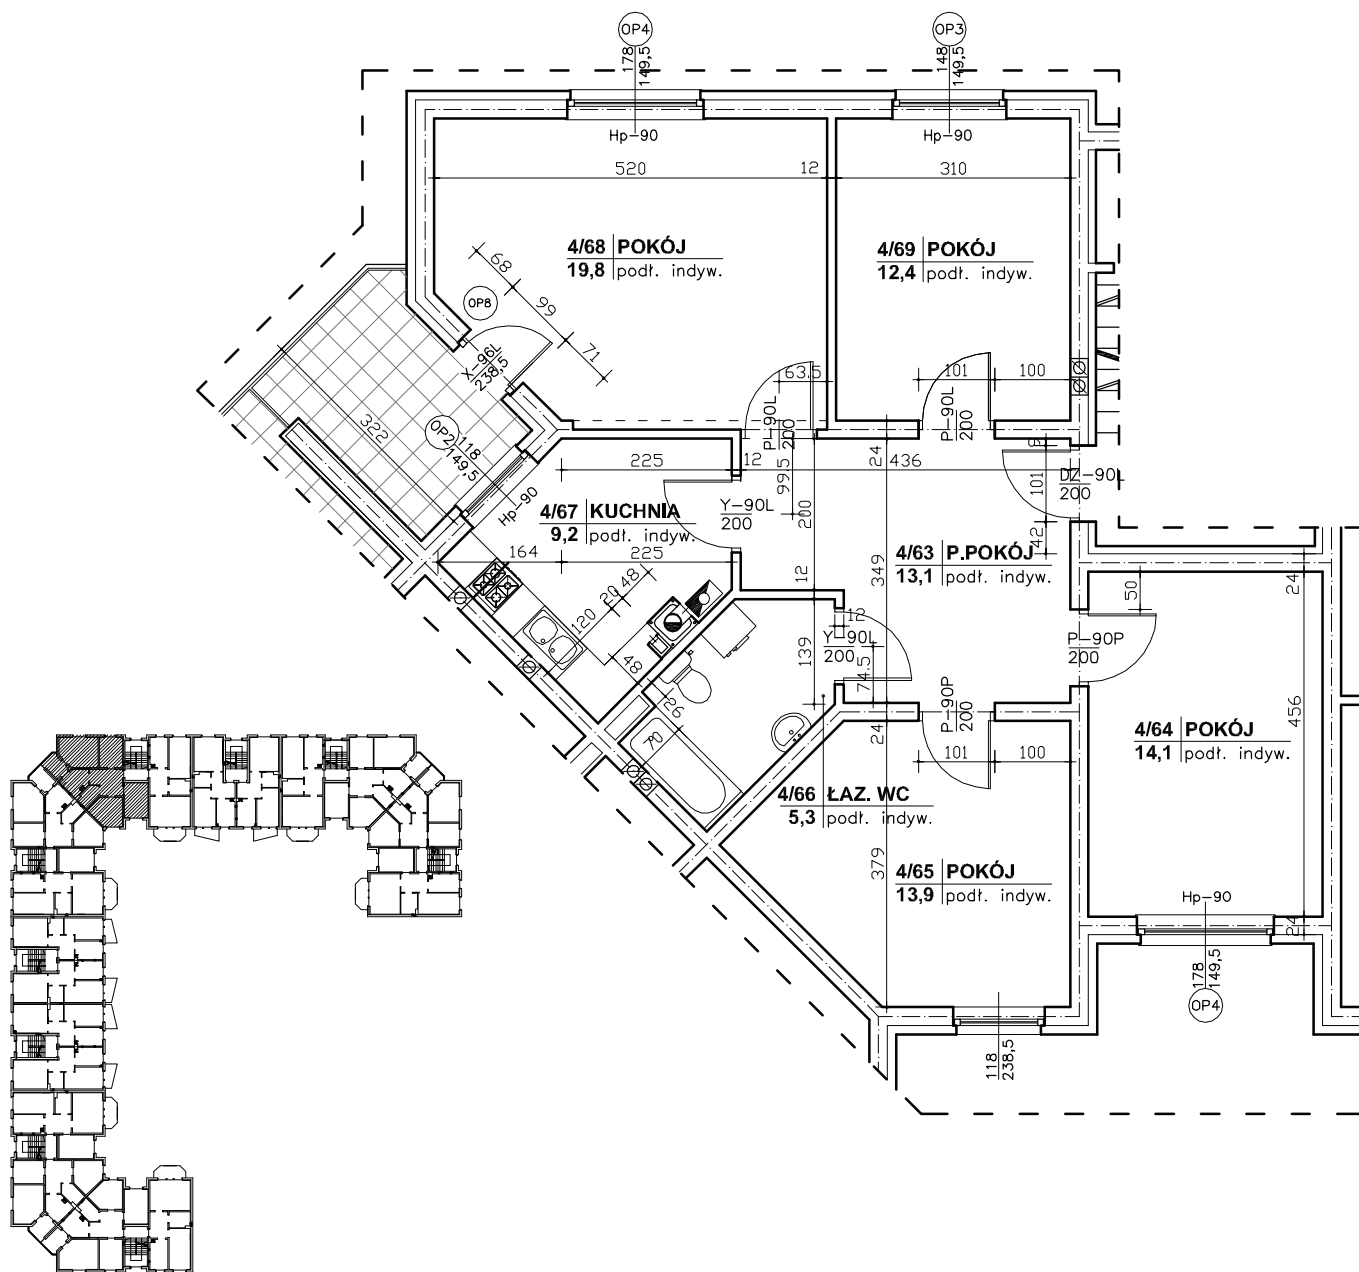 OP4
178
149,5
OP3
148
149,5
Hp-90
Hp-90
520
12
310
4/68 POKÓJ
19,8 podł. indyw.
4/69 POKÓJ
12,4 podł. indyw.
68
99
71
OP8
X-96L
238,5
63.5
PL-90L
200
101
100
P-90L
200
322
OP2
118
149,5
Hp-90
225
12
99.5
24
436
9
101
DZ-90L
200
42
4/67 KUCHNIA
9,2 podł. indyw.
Y-90L
200
200
164
225
4/63 P.POKÓJ
13,1 podł. indyw.
12
349
50
24
48
20
120
48
26
70
12
139
Y-90L
200
74.5
P-90P
200
P-90P
200
24
101
100
456
4/64 POKÓJ
14,1 podł. indyw.
4/66 ŁAZ. WC
5,3 podł. indyw.
379
4/65 POKÓJ
13,9 podł. indyw.
Hp-90
24
178
149,5
OP4
118
238,5